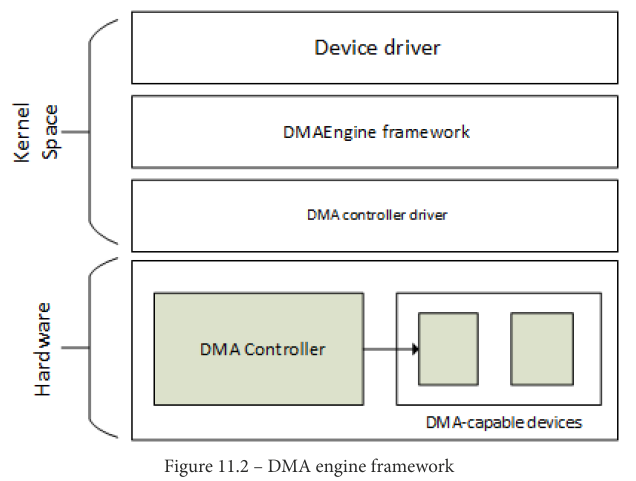 Device driver
Kernel
Space
DMAEngine framework
DMA controller driver
Hardware
DMA Controller
DMA-capable devices
Figure 11.2 – DMA engine framework